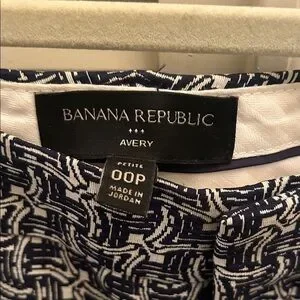 BANANA REPUBLIC
AVERY
PETITE
00P
MADE IN
JORDAN